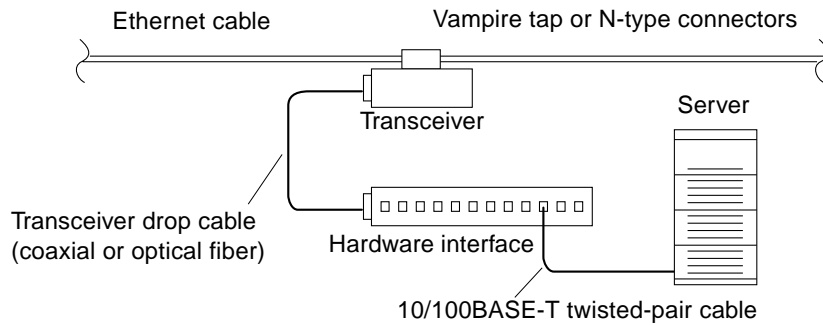 Ethernet cable
Vampire tap or N-type connectors
Transceiver
Server
Transceiver drop cable
(coaxial or optical fiber)
Hardware interface
10/100BASE-T twisted-pair cable